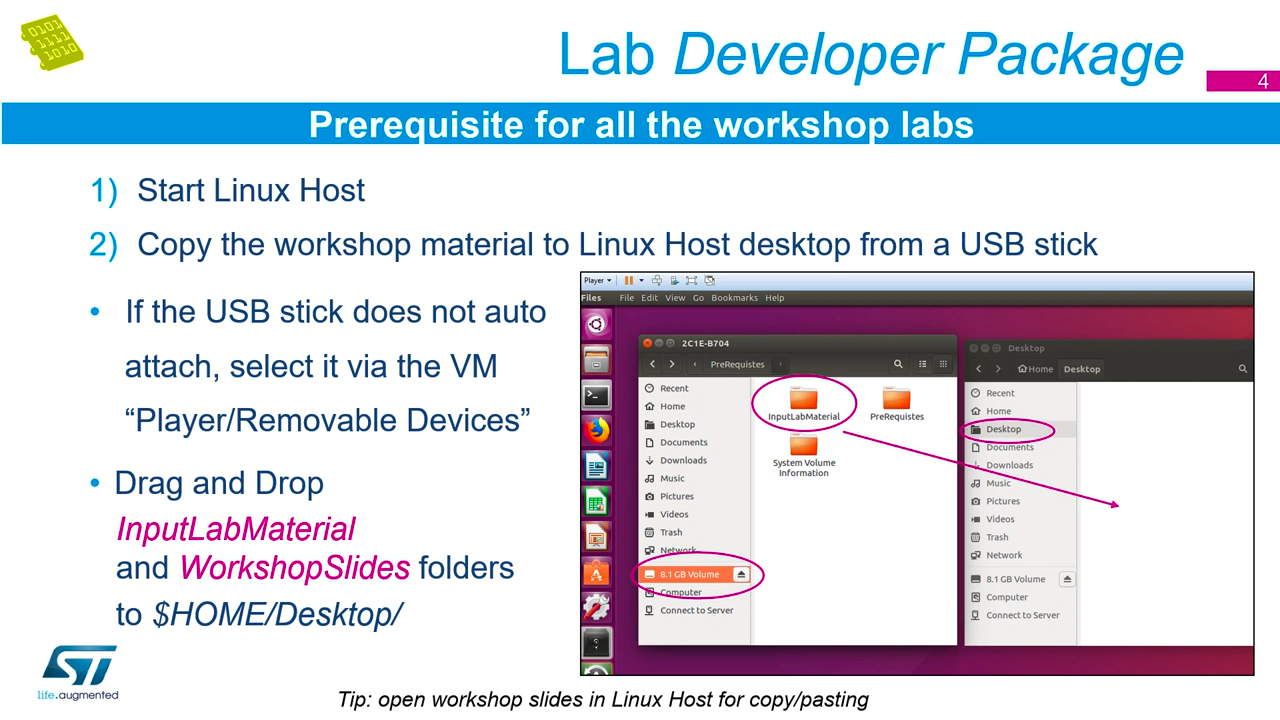 0101
1111
1010
Lab Developer Package
4
Prerequisite for all the workshop labs
1) Start Linux Host
2) Copy the workshop material to Linux Host desktop from a USB stick
• If the USB stick does not auto
attach, select it via the VM
“Player/Removable Devices”
• Drag and Drop
InputLabMaterial
and WorkshopSlides folders
to $HOME/Desktop/
Player
Files File Edit View Go Bookmarks Help
2C1E-B704
PreRequistes
Recent
Home
Desktop
Documents
Downloads
Music
Pictures
Videos
Trash
Network
8.1 GB Volume
Computer
Connect to Server
InputLabMaterial
PreRequistes
System Volume
Information
Desktop
Home Desktop
Recent
Home
Desktop
Documents
Downloads
Music
Pictures
Videos
Trash
Network
8.1 GB Volume
Computer
Connect to Server
ST
life.augmented
Tip: open workshop slides in Linux Host for copy/pasting